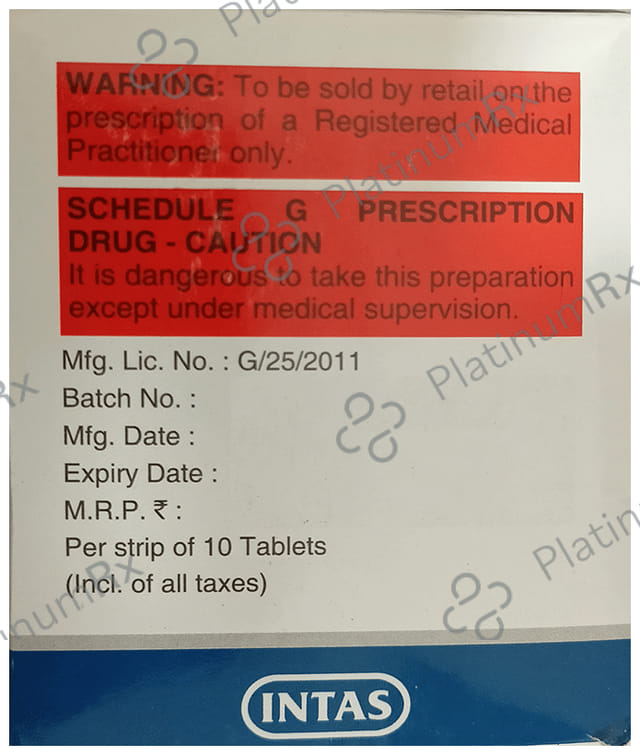 WARNING: To be sold by retail on the
prescription of a Registered Medical
Practitioner only.
SCHEDULE G PRESCRIPTION
DRUG - CAUTION
It is dangerous to take this preparation
except under medical supervision.
Mfg. Lic. No. : G/25/2011
Batch No. :
Mfg. Date :
Expiry Date :
M.R.P. ₹ :
Per strip of 10 Tablets
(Incl. of all taxes)
INTAS
PlatinumRx
PlatinumRx